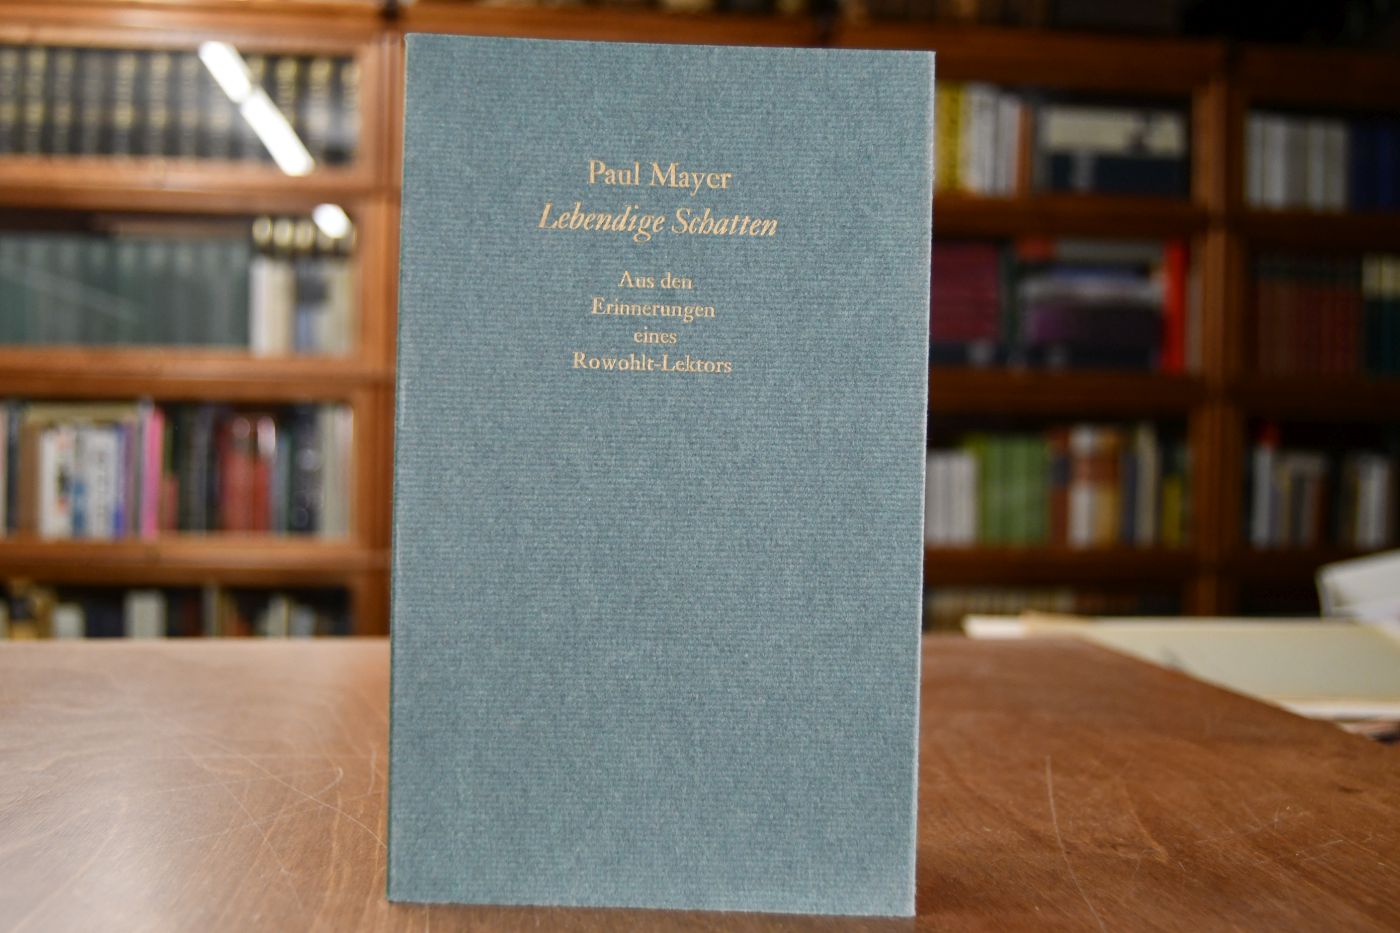 Paul Mayer
Lebendige Schatten
Aus den
Erinnerungen
eines
Rowohlt-Lektors